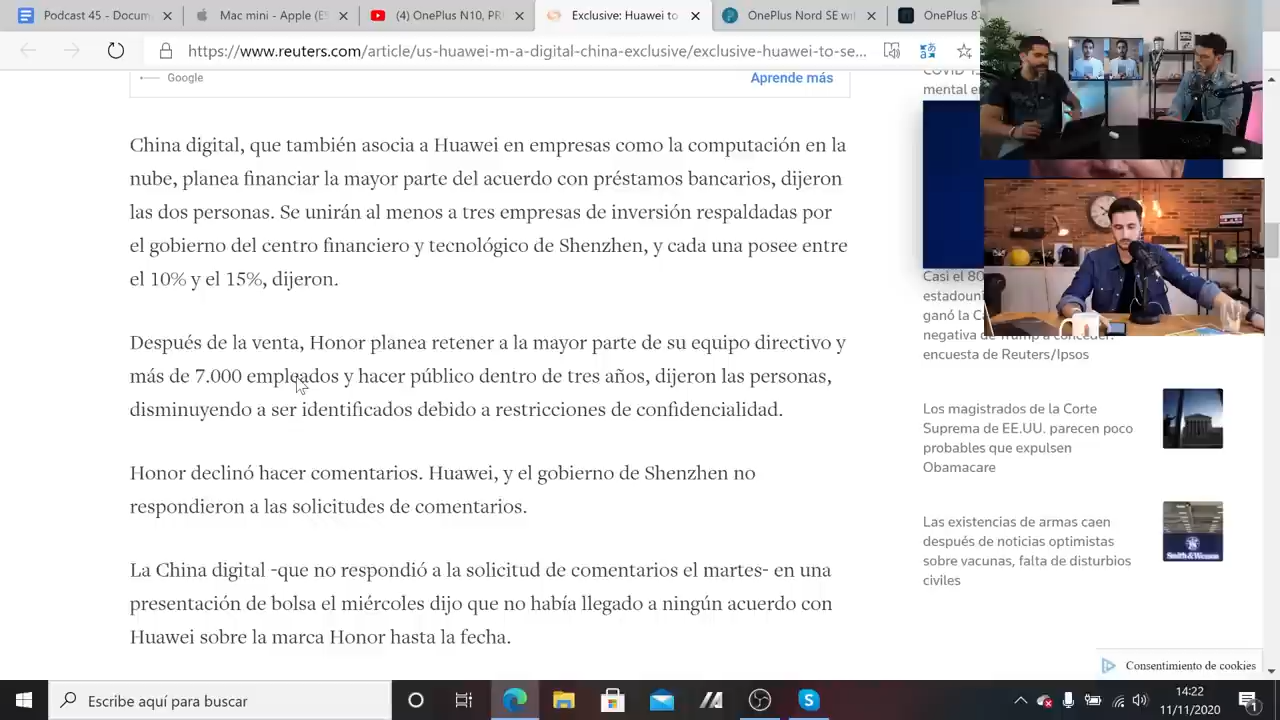 Podcast 45 - Docum
Mac mini - Apple (ES
(4) OnePlus N10, PR
Exclusive: Huawei to
OnePlus Nord SE wi
OnePlus 8T
https://www.reuters.com/article/us-huawei-m-a-digital-china-exclusive/exclusive-huawei-to-se...
Google
Aprende más
China digital, que también asocia a Huawei en empresas como la computación en la
nube, planea financiar la mayor parte del acuerdo con préstamos bancarios, dijeron
las dos personas. Se unirán al menos a tres empresas de inversión respaldadas por
el gobierno del centro financiero y tecnológico de Shenzhen, y cada una posee entre
el 10% y el 15%, dijeron.
Después de la venta, Honor planea retener a la mayor parte de su equipo directivo y
más de 7.000 empleados y hacer público dentro de tres años, dijeron las personas,
disminuyendo a ser identificados debido a restricciones de confidencialidad.
Honor declinó hacer comentarios. Huawei, y el gobierno de Shenzhen no
respondieron a las solicitudes de comentarios.
La China digital -que no respondió a la solicitud de comentarios el martes- en una
presentación de bolsa el miércoles dijo que no había llegado a ningún acuerdo con
Huawei sobre la marca Honor hasta la fecha.
mental e
Casi el 80
estadouni
ganó la C
negativa de Trump a conceder:
encuesta de Reuters/Ipsos
Los magistrados de la Corte
Suprema de EE.UU. parecen poco
probables que expulsen
Obamacare
Las existencias de armas caen
después de noticias optimistas
sobre vacunas, falta de disturbios
civiles
Smith & Wesson
Consentimiento de cookies
Escribe aquí para buscar
14:22
11/11/2020
1